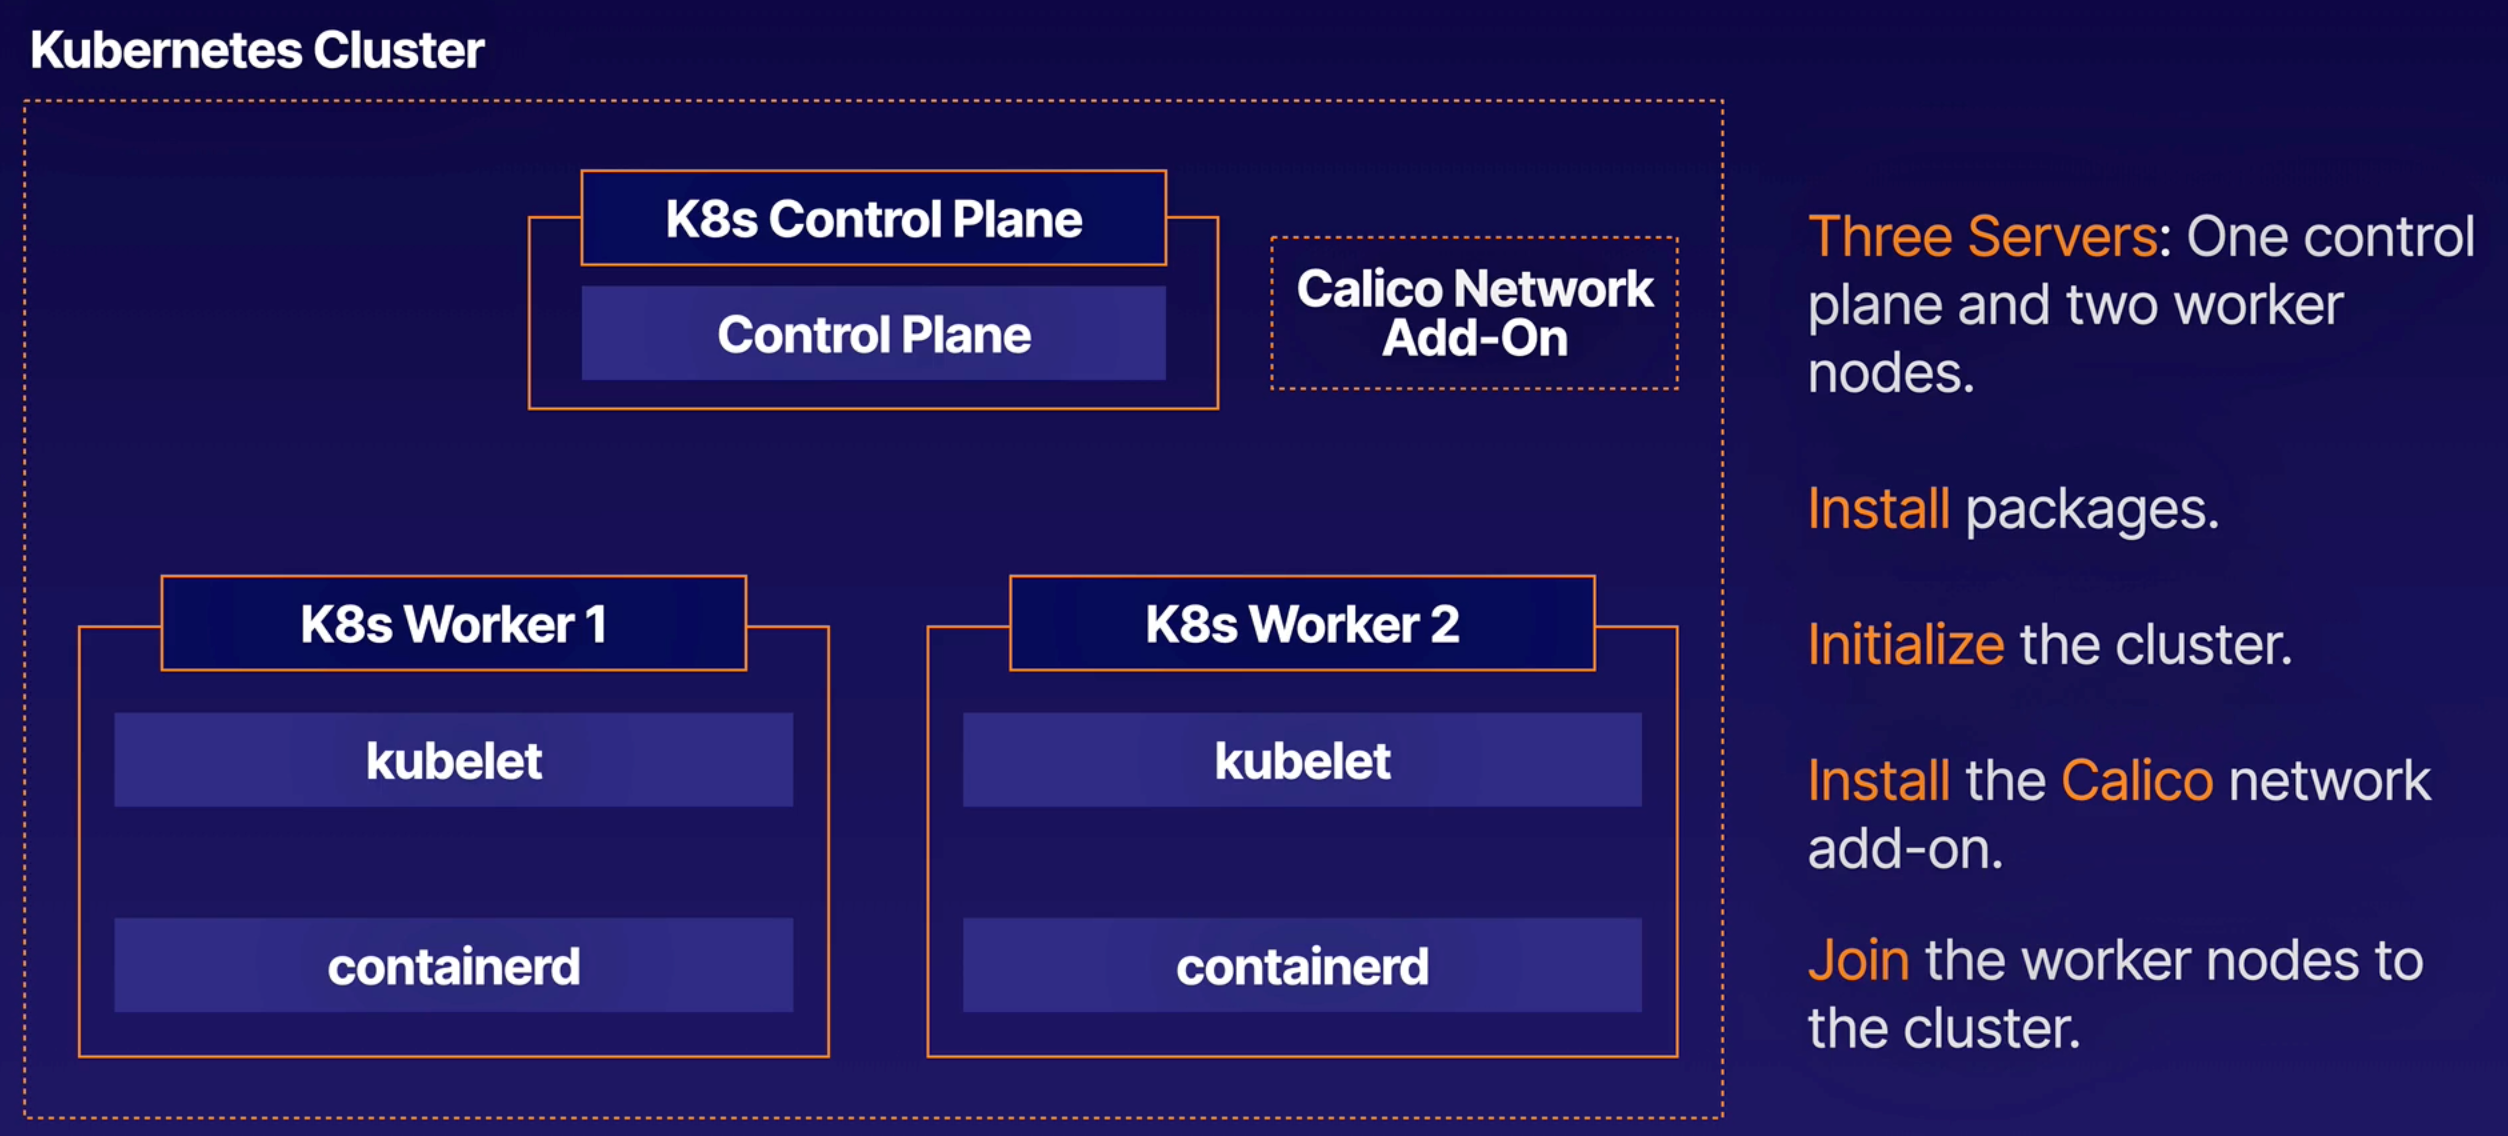 Kubernetes Cluster
K8s Control Plane
Control Plane
Calico Network
Add-On
K8s Worker 1
kubelet
containerd
K8s Worker 2
kubelet
containerd
Three Servers: One control
plane and two worker
nodes.
Install packages.
Initialize the cluster.
Install the Calico network
add-on.
Join the worker nodes to
the cluster.